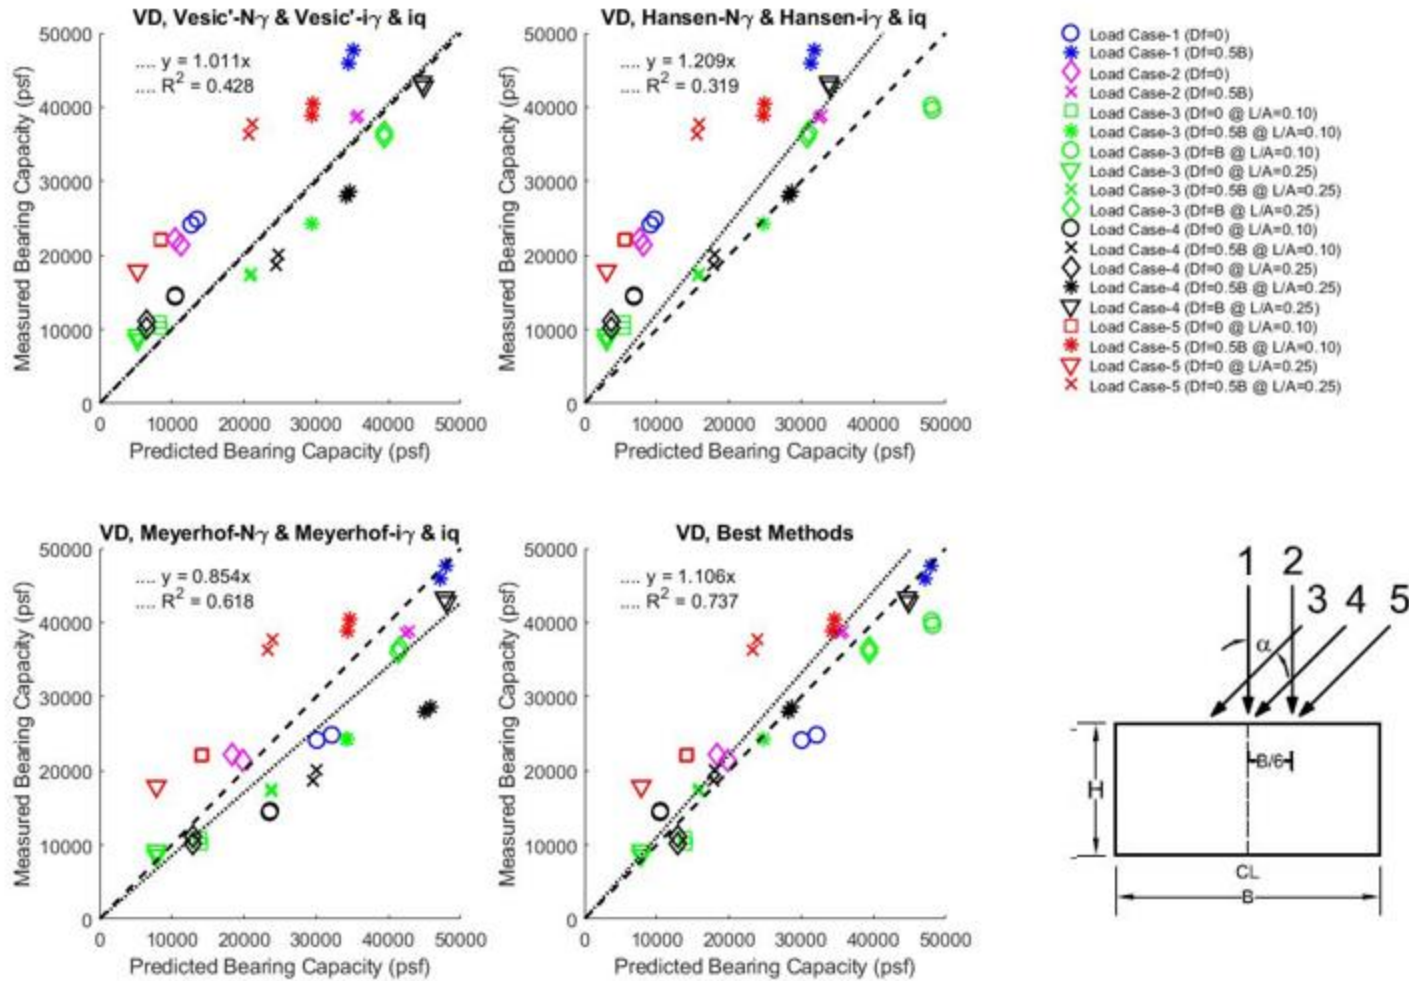 VD, Vesic'-Nγ & Vesic'-iγ & iq
.... y = 1.011x
.... R² = 0.428
Measured Bearing Capacity (psf)
50000
40000
30000
20000
10000
0
0 10000 20000 30000 40000 50000
Predicted Bearing Capacity (psf)
VD, Hansen-Nγ & Hansen-iγ & iq
.... y = 1.209x
.... R² = 0.319
Measured Bearing Capacity (psf)
50000
40000
30000
20000
10000
0
0 10000 20000 30000 40000 50000
Predicted Bearing Capacity (psf)
Load Case-1 (Df=0)
Load Case-1 (Df=0.5B)
Load Case-2 (Df=0)
Load Case-2 (Df=0.5B)
Load Case-3 (Df=0 @ L/A=0.10)
Load Case-3 (Df=0.5B @ L/A=0.10)
Load Case-3 (Df=B @ L/A=0.10)
Load Case-3 (Df=0 @ L/A=0.25)
Load Case-3 (Df=0.5B @ L/A=0.25)
Load Case-3 (Df=B @ L/A=0.25)
Load Case-4 (Df=0 @ L/A=0.10)
Load Case-4 (Df=0.5B @ L/A=0.10)
Load Case-4 (Df=0 @ L/A=0.25)
Load Case-4 (Df=0.5B @ L/A=0.25)
Load Case-4 (Df=B @ L/A=0.25)
Load Case-5 (Df=0 @ L/A=0.10)
Load Case-5 (Df=0.5B @ L/A=0.10)
Load Case-5 (Df=0 @ L/A=0.25)
Load Case-5 (Df=0.5B @ L/A=0.25)
VD, Meyerhof-Nγ & Meyerhof-iγ & iq
.... y = 0.854x
.... R² = 0.618
Measured Bearing Capacity (psf)
50000
40000
30000
20000
10000
0
0 10000 20000 30000 40000 50000
Predicted Bearing Capacity (psf)
VD, Best Methods
.... y = 1.106x
.... R² = 0.737
Measured Bearing Capacity (psf)
50000
40000
30000
20000
10000
0
0 10000 20000 30000 40000 50000
Predicted Bearing Capacity (psf)
1 2
3 4 5
α
B/6
H
CL
B